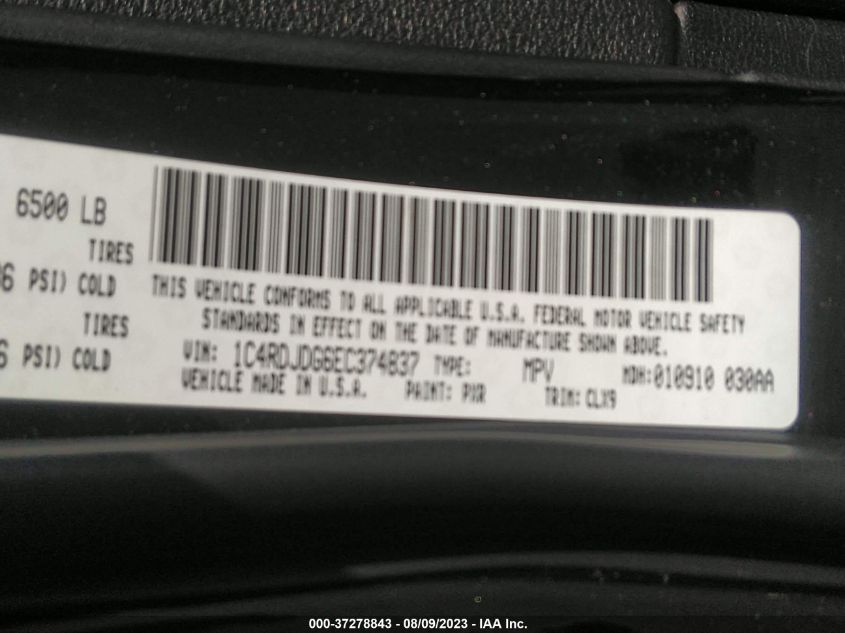 6500 LB
TIRES
6 PSI) COLD
TIRES
6 PSI) COLD
THIS VEHICLE CONFORMS TO ALL APPLICABLE U.S.A. FEDERAL MOTOR VEHICLE SAFETY
STANDARDS IN EFFECT ON THE DATE OF MANUFACTURE SHOWN ABOVE.
VIN: 1C4RDJDG6EC374837 TYPE: MPV MDH:010910 030AA
VEHICLE MADE IN U.S.A. PAINT: PXR TRIM: CLX9
000-37278843 - 08/09/2023 - IAA Inc.